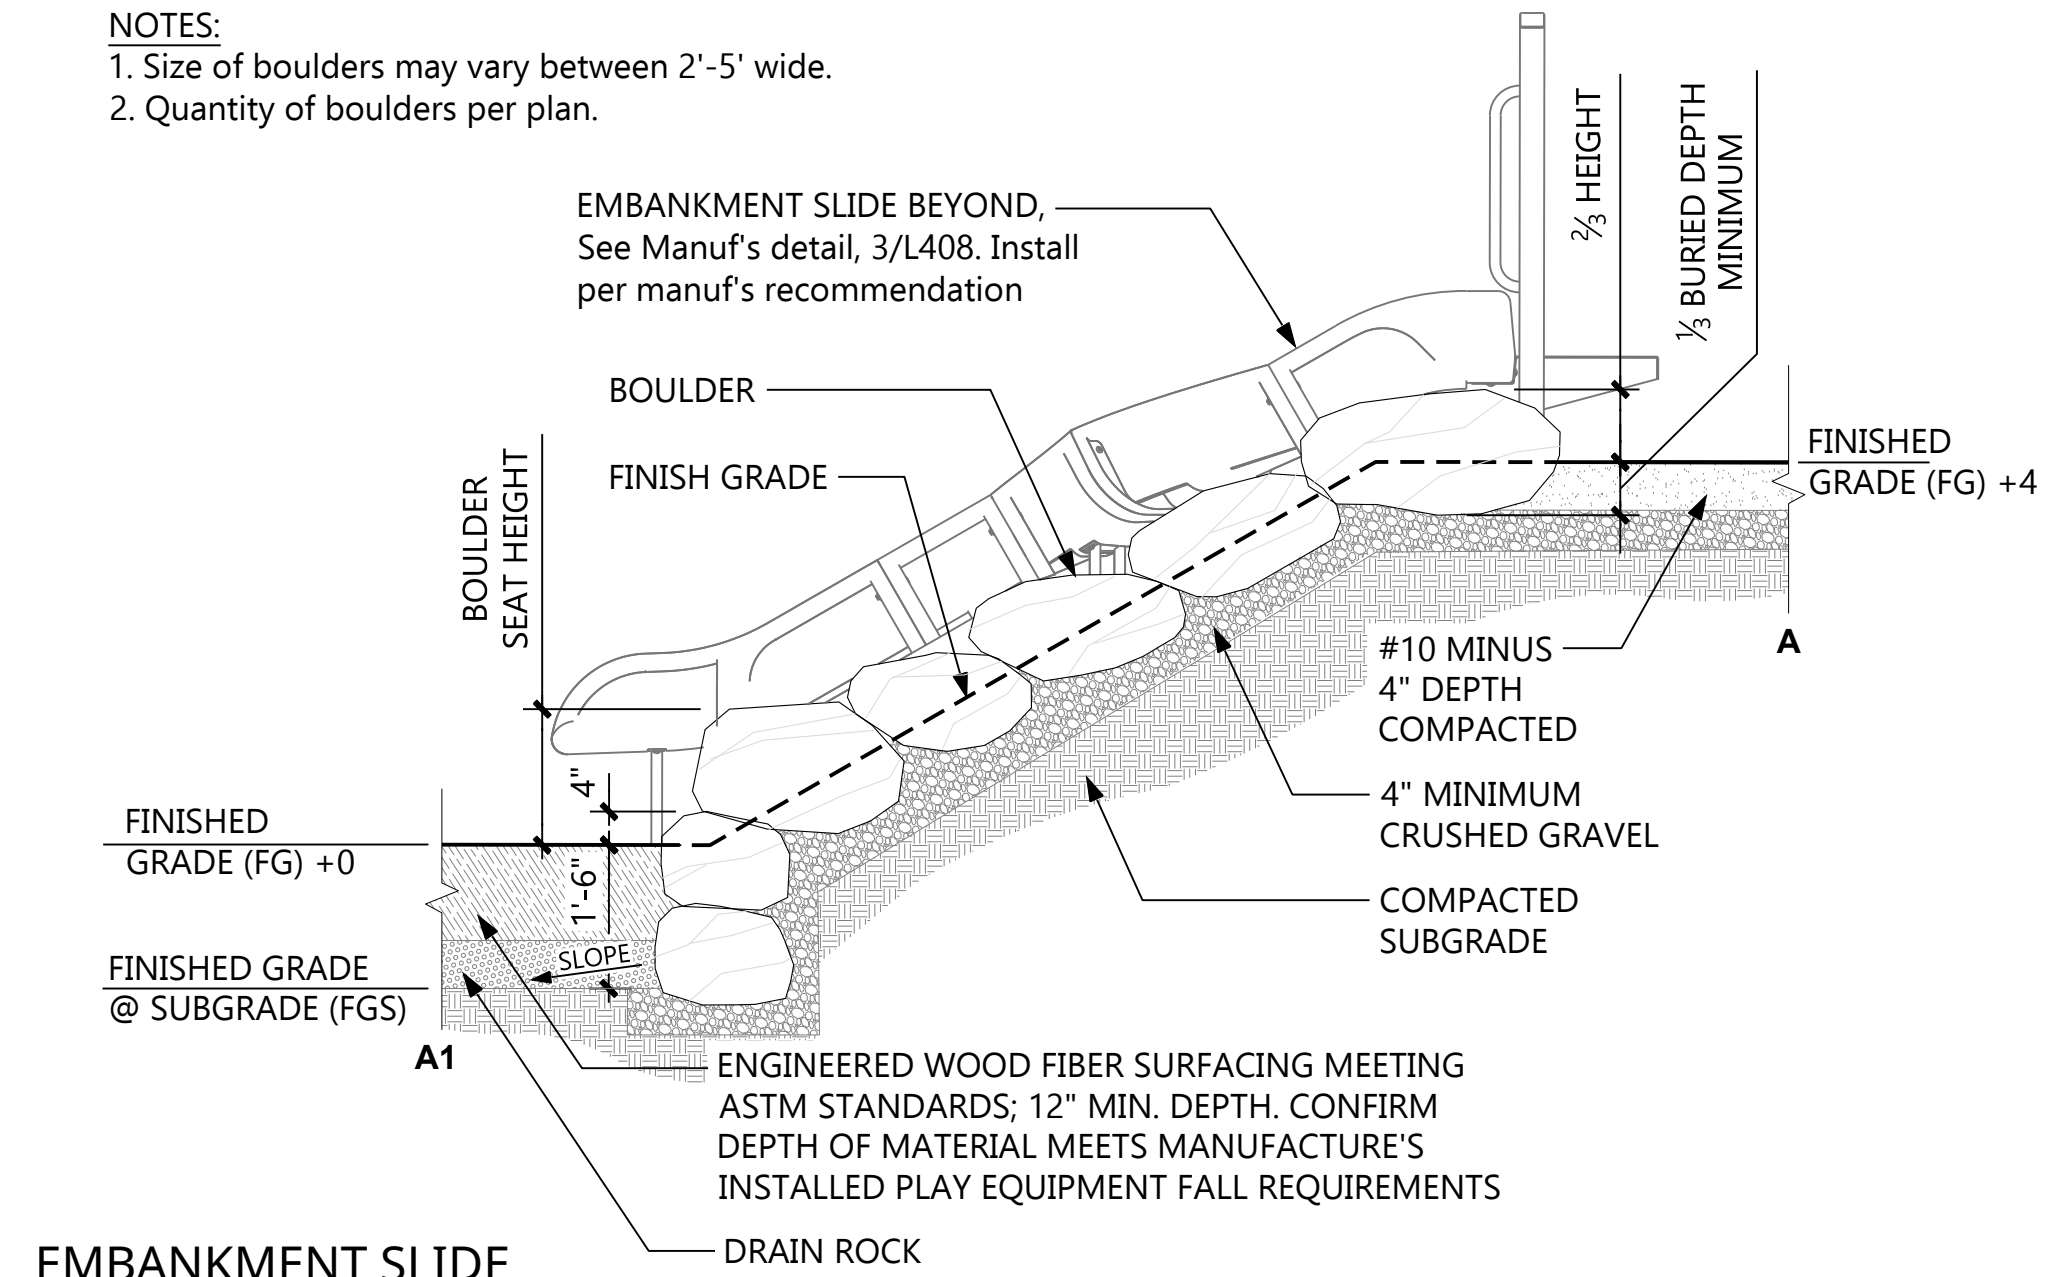 NOTES:
1. Size of boulders may vary between 2'-5' wide.
2. Quantity of boulders per plan.
EMBANKMENT SLIDE BEYOND,
See Manuf's detail, 3/L408. Install
per manuf's recommendation
⅔ HEIGHT
⅓ BURIED DEPTH
MINIMUM
BOULDER
FINISH GRADE
BOULDER
SEAT HEIGHT
FINISHED
GRADE (FG) +4
A
#10 MINUS
4" DEPTH
COMPACTED
4" MINIMUM
CRUSHED GRAVEL
COMPACTED
SUBGRADE
4"
1'-6"
FINISHED
GRADE (FG) +0
SLOPE
FINISHED GRADE
@ SUBGRADE (FGS)
A1
ENGINEERED WOOD FIBER SURFACING MEETING
ASTM STANDARDS; 12" MIN. DEPTH. CONFIRM
DEPTH OF MATERIAL MEETS MANUFACTURE'S
INSTALLED PLAY EQUIPMENT FALL REQUIREMENTS
DRAIN ROCK
EMBANKMENT SLIDE